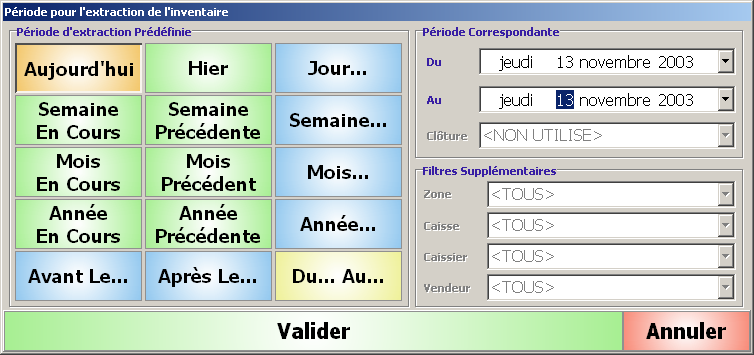 Période pour l'extraction de l'inventaire
Période d'extraction Prédéfinie
Aujourd'hui
Hier
Jour...
Semaine
En Cours
Semaine
Précédente
Semaine...
Mois
En Cours
Mois
Précédent
Mois...
Année
En Cours
Année
Précédente
Année...
Avant Le...
Après Le...
Du... Au...
Période Correspondante
Du
jeudi 13 novembre 2003
Au
jeudi 13 novembre 2003
Clôture
<NON UTILISE>
Filtres Supplémentaires
Zone
<TOUS>
Caisse
<TOUS>
Caissier
<TOUS>
Vendeur
<TOUS>
Valider
Annuler